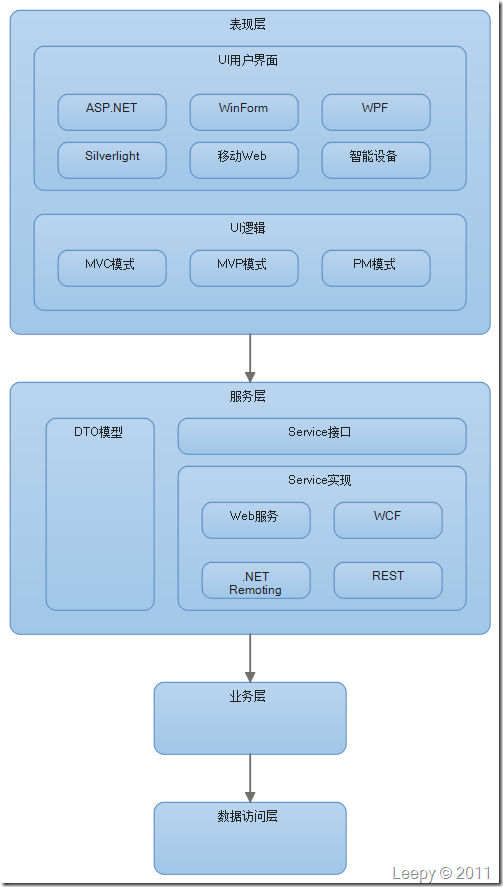 表现层
UI用户界面
ASP.NET
WinForm
WPF
Silverlight
移动Web
智能设备
UI逻辑
MVC模式
MVP模式
PM模式
服务层
DTO模型
Service接口
Service实现
Web服务
WCF
.NET
Remoting
REST
业务层
数据访问层
Leepy © 2011